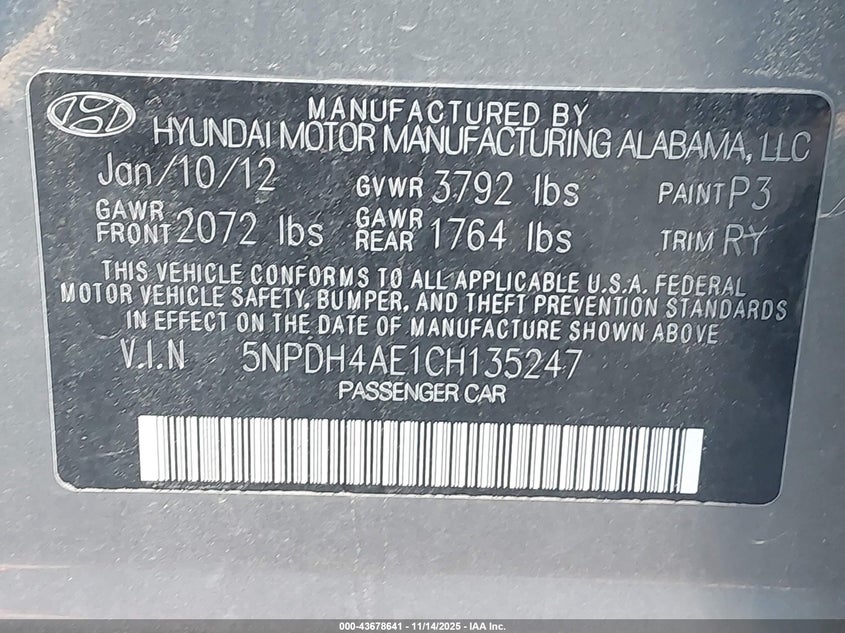 MANUFACTURED BY
HYUNDAI MOTOR MANUFACTURING ALABAMA, LLC
Jan/10/12 GVWR 3792 lbs PAINT P3
GAWR FRONT 2072 lbs GAWR REAR 1764 lbs TRIM RY
THIS VEHICLE CONFORMS TO ALL APPLICABLE U.S.A. FEDERAL
MOTOR VEHICLE SAFETY, BUMPER, AND THEFT PREVENTION STANDARDS
IN EFFECT ON THE DATE OF MANUFACTURE SHOWN ABOVE.
V.I.N 5NPDH4AE1CH135247
PASSENGER CAR
000-43678641 - 11/14/2025 - IAA Inc.